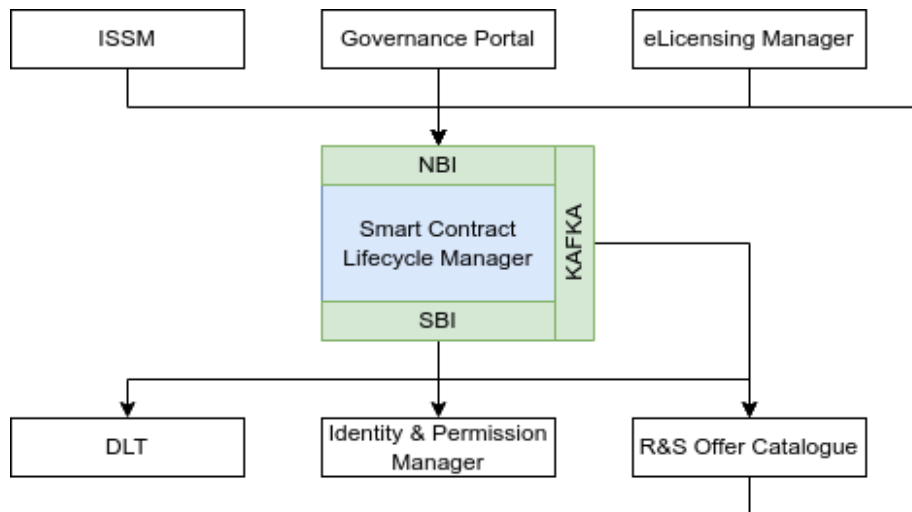 ISSM
Governance Portal
eLicensing Manager
NBI
Smart Contract
Lifecycle Manager
KAFKA
SBI
DLT
Identity & Permission
Manager
R&S Offer Catalogue